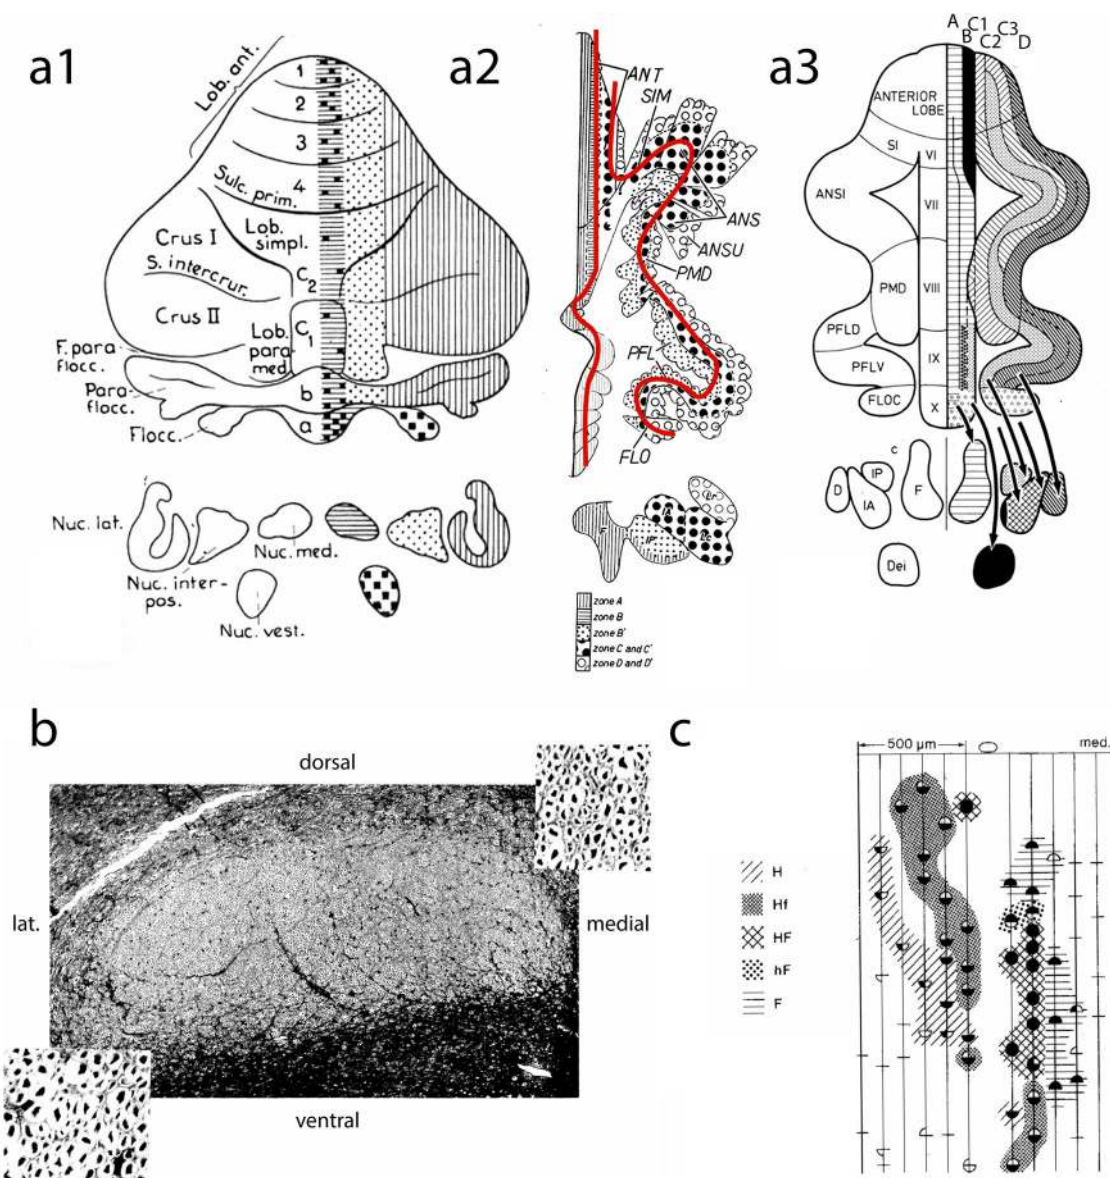 a1
Lob. ant.
1
2
3
4
Sulc. prim.
Lob. simpl.
Crus I
S. intercrur.
Crus II
C2
C1
Lob. para med.
F. para flocc.
Para- flocc.
b
Flocc.
a
Nuc. lat.
Nuc. med.
Nuc. inter- pos.
Nuc. vest.
a2
ANT
SIM
ANS
ANSU
PMD
PFL
FLO
F
IP
zone A
zone B
zone B'
zone C and C'
zone D and D'
a3
A
B
C1
C2
C3
D
ANTERIOR LOBE
SI
VI
ANSI
VII
PMD
VIII
PFLD
PFLV
IX
FLOC
X
c
D
IP
IA
F
Dei
b
dorsal
lat.
medial
ventral
c
500 µm
med.
H
Hf
HF
hF
F